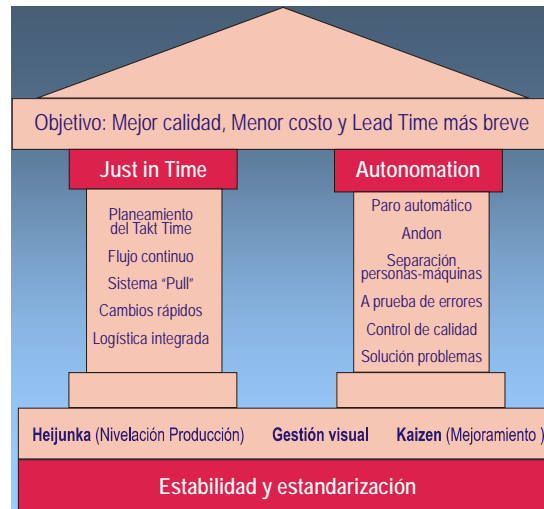 Objetivo: Mejor calidad, Menor costo y Lead Time más breve
Just in Time
Planeamiento
del Takt Time
Flujo continuo
Sistema “Pull”
Cambios rápidos
Logística integrada
Autonomation
Paro automático
Andon
Separación
personas-máquinas
A prueba de errores
Control de calidad
Solución problemas
Heijunka (Nivelación Producción) Gestión visual Kaizen (Mejoramiento )
Estabilidad y estandarización